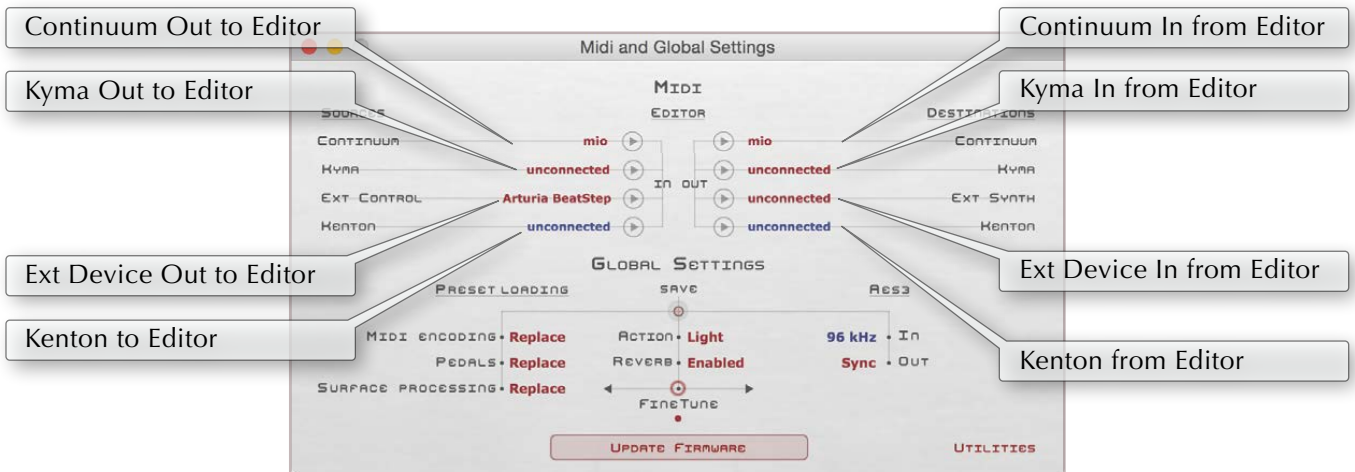 Continuum Out to Editor
Continuum In from Editor
Midi and Global Settings
Kyma Out to Editor
Kyma In from Editor
MIDI
SOURCES
EDITOR
DESTINATIONS
CONTINUUM mio mio CONTINUUM
KYMA unconnected unconnected KYMA
IN OUT
EXT CONTROL Arturia BeatStep unconnected EXT SYNTH
KENTON unconnected unconnected KENTON
Ext Device Out to Editor
GLOBAL SETTINGS
Ext Device In from Editor
PRESET LOADING SAVE AES3
Kenton to Editor
MIDI ENCODING Replace ACTION Light 96 kHz IN
Kenton from Editor
PEDALS Replace REVERB Enabled Sync OUT
SURFACE PROCESSING Replace
FINETUNE
UPDATE FIRMWARE UTILITIES